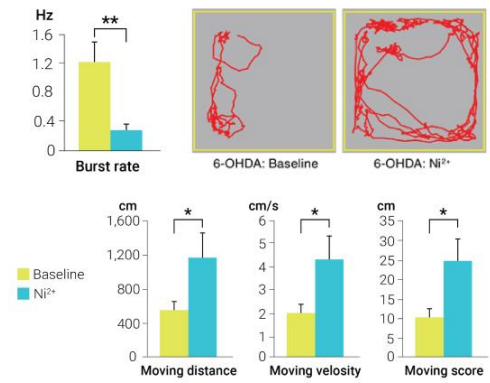 Hz
1.6
1.2
0.8
0.4
0
**
Burst rate
6-OHDA: Baseline
6-OHDA: Ni²⁺
Baseline
Ni²⁺
cm
1,600
1,200
800
400
0
*
Moving distance
cm/s
6
5
4
3
2
1
0
*
Moving velosity
cm
35
30
25
20
15
10
5
0
*
Moving score